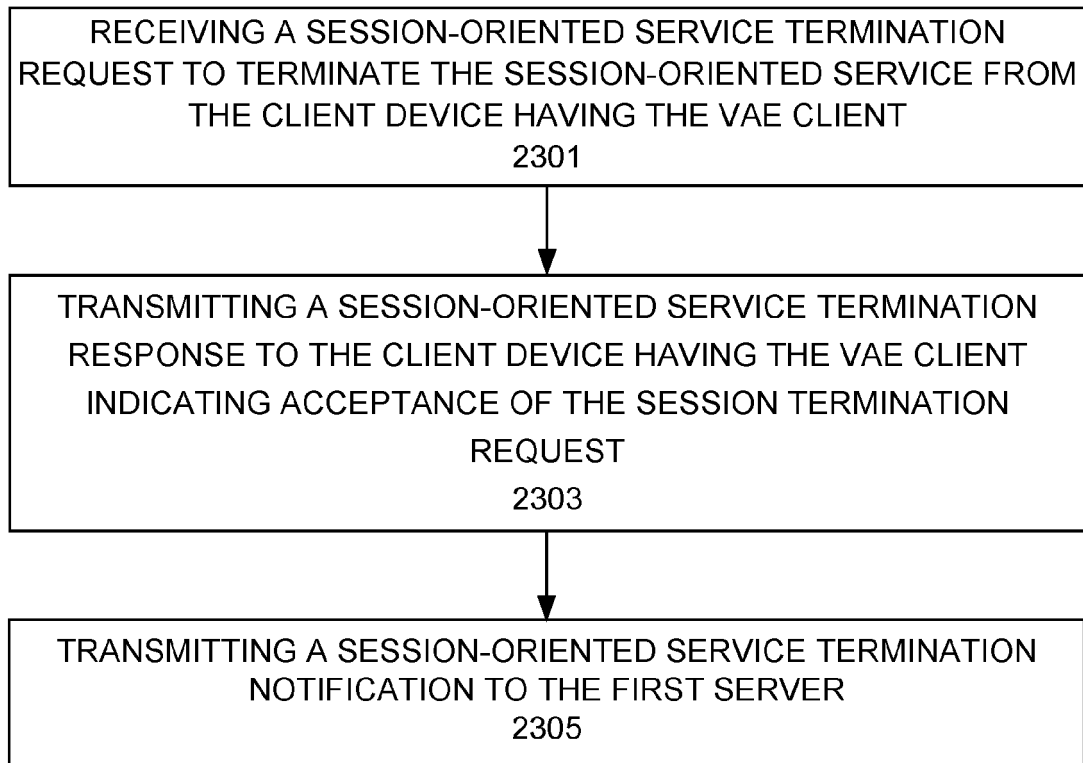 RECEIVING A SESSION-ORIENTED SERVICE TERMINATION
REQUEST TO TERMINATE THE SESSION-ORIENTED SERVICE FROM
THE CLIENT DEVICE HAVING THE VAE CLIENT
2301
TRANSMITTING A SESSION-ORIENTED SERVICE TERMINATION
RESPONSE TO THE CLIENT DEVICE HAVING THE VAE CLIENT
INDICATING ACCEPTANCE OF THE SESSION TERMINATION
REQUEST
2303
TRANSMITTING A SESSION-ORIENTED SERVICE TERMINATION
NOTIFICATION TO THE FIRST SERVER
2305